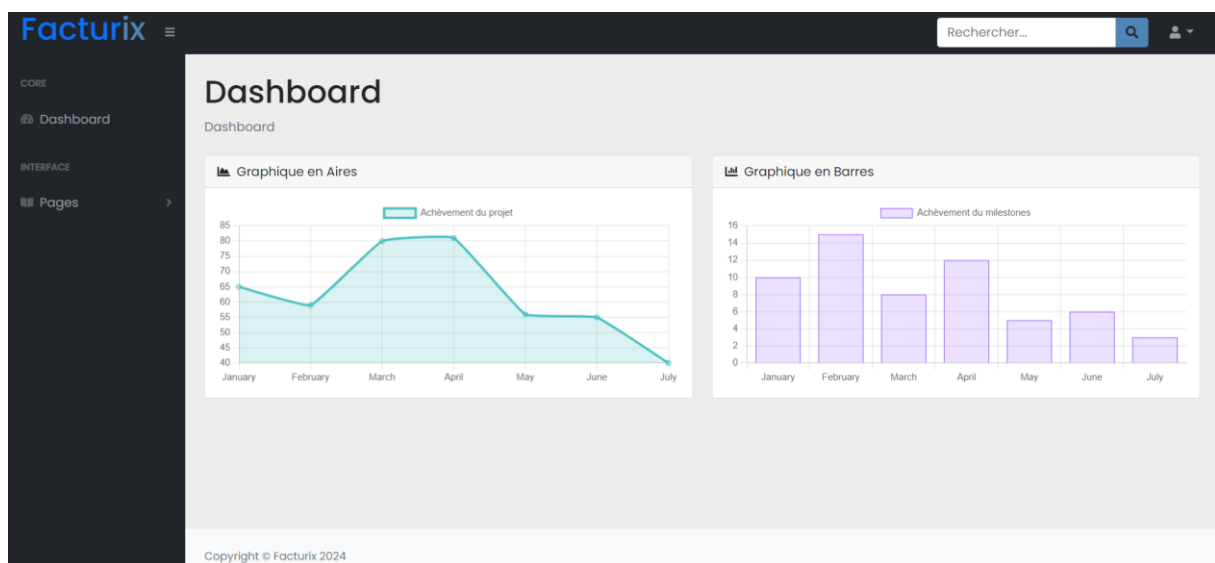 Facturix
Rechercher...
CORE
Dashboard
INTERFACE
Pages
Dashboard
Dashboard
Graphique en Aires
Achèvement du projet
85
80
75
70
65
60
55
50
45
40
January February March April May June July
Graphique en Barres
Achèvement du milestones
16
14
12
10
8
6
4
2
0
January February March April May June July
Copyright © Facturix 2024